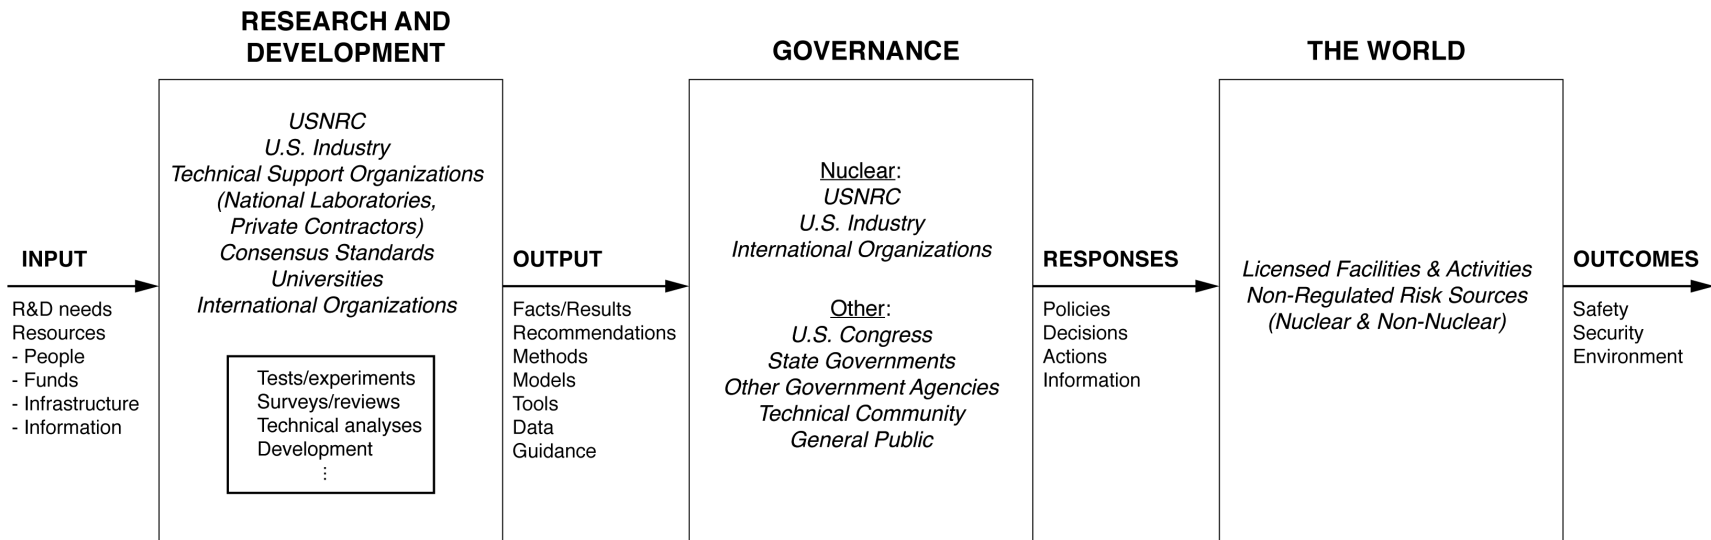 RESEARCH AND
DEVELOPMENT
GOVERNANCE
THE WORLD
INPUT
R&D needs
Resources
- People
- Funds
- Infrastructure
- Information
USNRC
U.S. Industry
Technical Support Organizations
(National Laboratories,
Private Contractors)
Consensus Standards
Universities
International Organizations
Tests/experiments
Surveys/reviews
Technical analyses
Development
⋮
OUTPUT
Facts/Results
Recommendations
Methods
Models
Tools
Data
Guidance
Nuclear:
USNRC
U.S. Industry
International Organizations
Other:
U.S. Congress
State Governments
Other Government Agencies
Technical Community
General Public
RESPONSES
Policies
Decisions
Actions
Information
Licensed Facilities & Activities
Non-Regulated Risk Sources
(Nuclear & Non-Nuclear)
OUTCOMES
Safety
Security
Environment